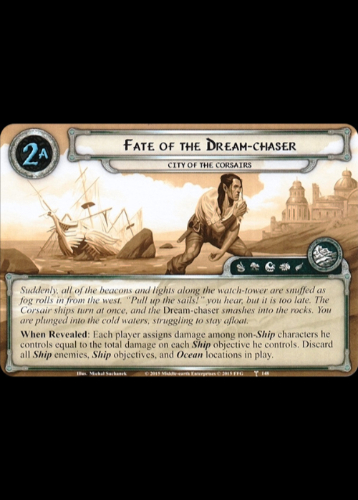 2A
FATE OF THE DREAM-CHASER
CITY OF THE CORSAIRS
Suddenly, all of the beacons and lights along the watch-tower are snuffed as
fog rolls in from the west. "Pull up the sails!" you hear, but it is too late. The
Corsair ships turn at once, and the Dream-chaser smashes into the rocks. You
are plunged into the cold waters, struggling to stay afloat.
When Revealed: Each player assigns damage among non-Ship characters he
controls equal to the total damage on each Ship objective he controls. Discard
all Ship enemies, Ship objectives, and Ocean locations in play.
Illus. Michal Suchanek © 2015 Middle-earth Enterprises © 2015 FFG 148